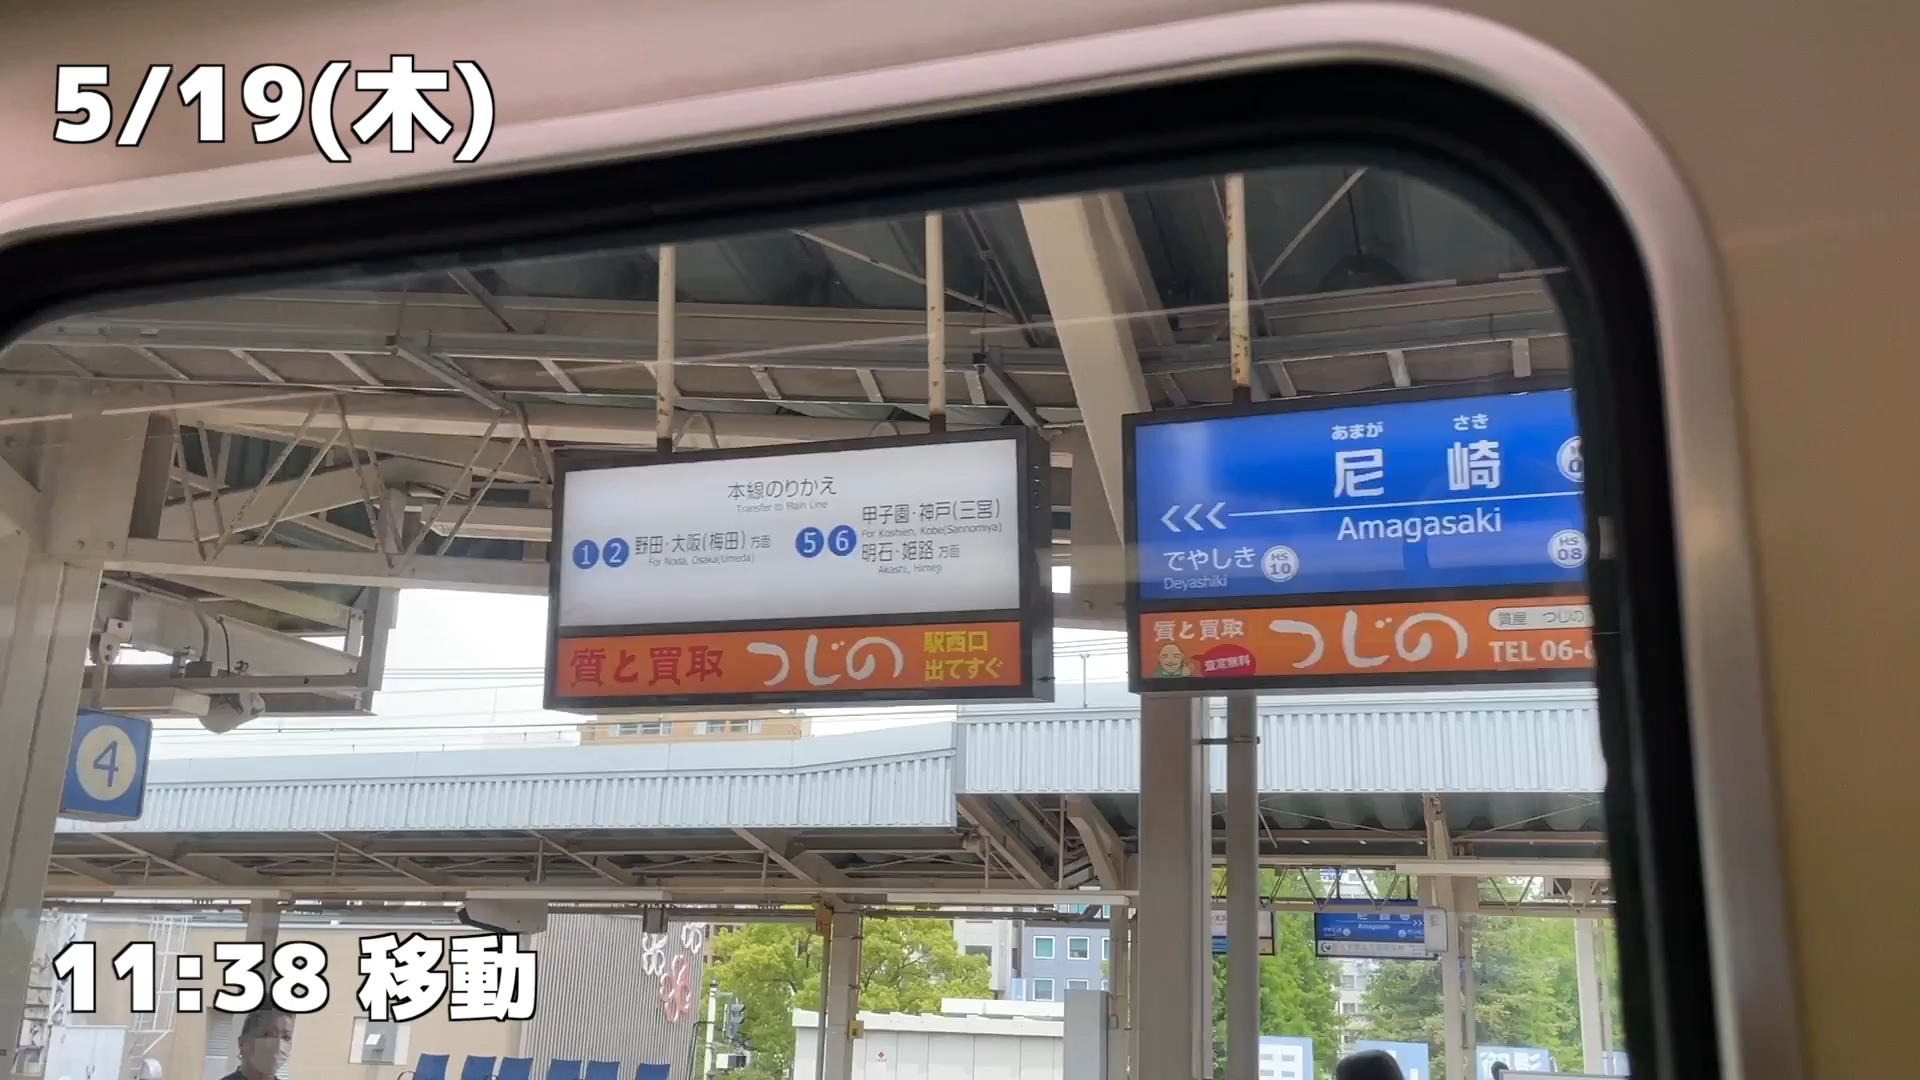 5/19(木)
本線のりかえ
Transfer to Main Line
1 2 野田・大阪(梅田)方面
For Noda, Osaka(Umeda)
5 6 甲子園・神戸(三宮)
For Koshien, Kobe(Sannomiya)
明石・姫路 方面
Akashi, Himeji
質と買取 つじの 駅西口
出てすぐ
あまが さき
尼崎
Amagasaki
でやしき HS 10
Deyashiki
HS 08
質と買取 つじの 質屋 つじの
査定無料
TEL 06-
4
尼崎
Amagasaki
11:38 移動